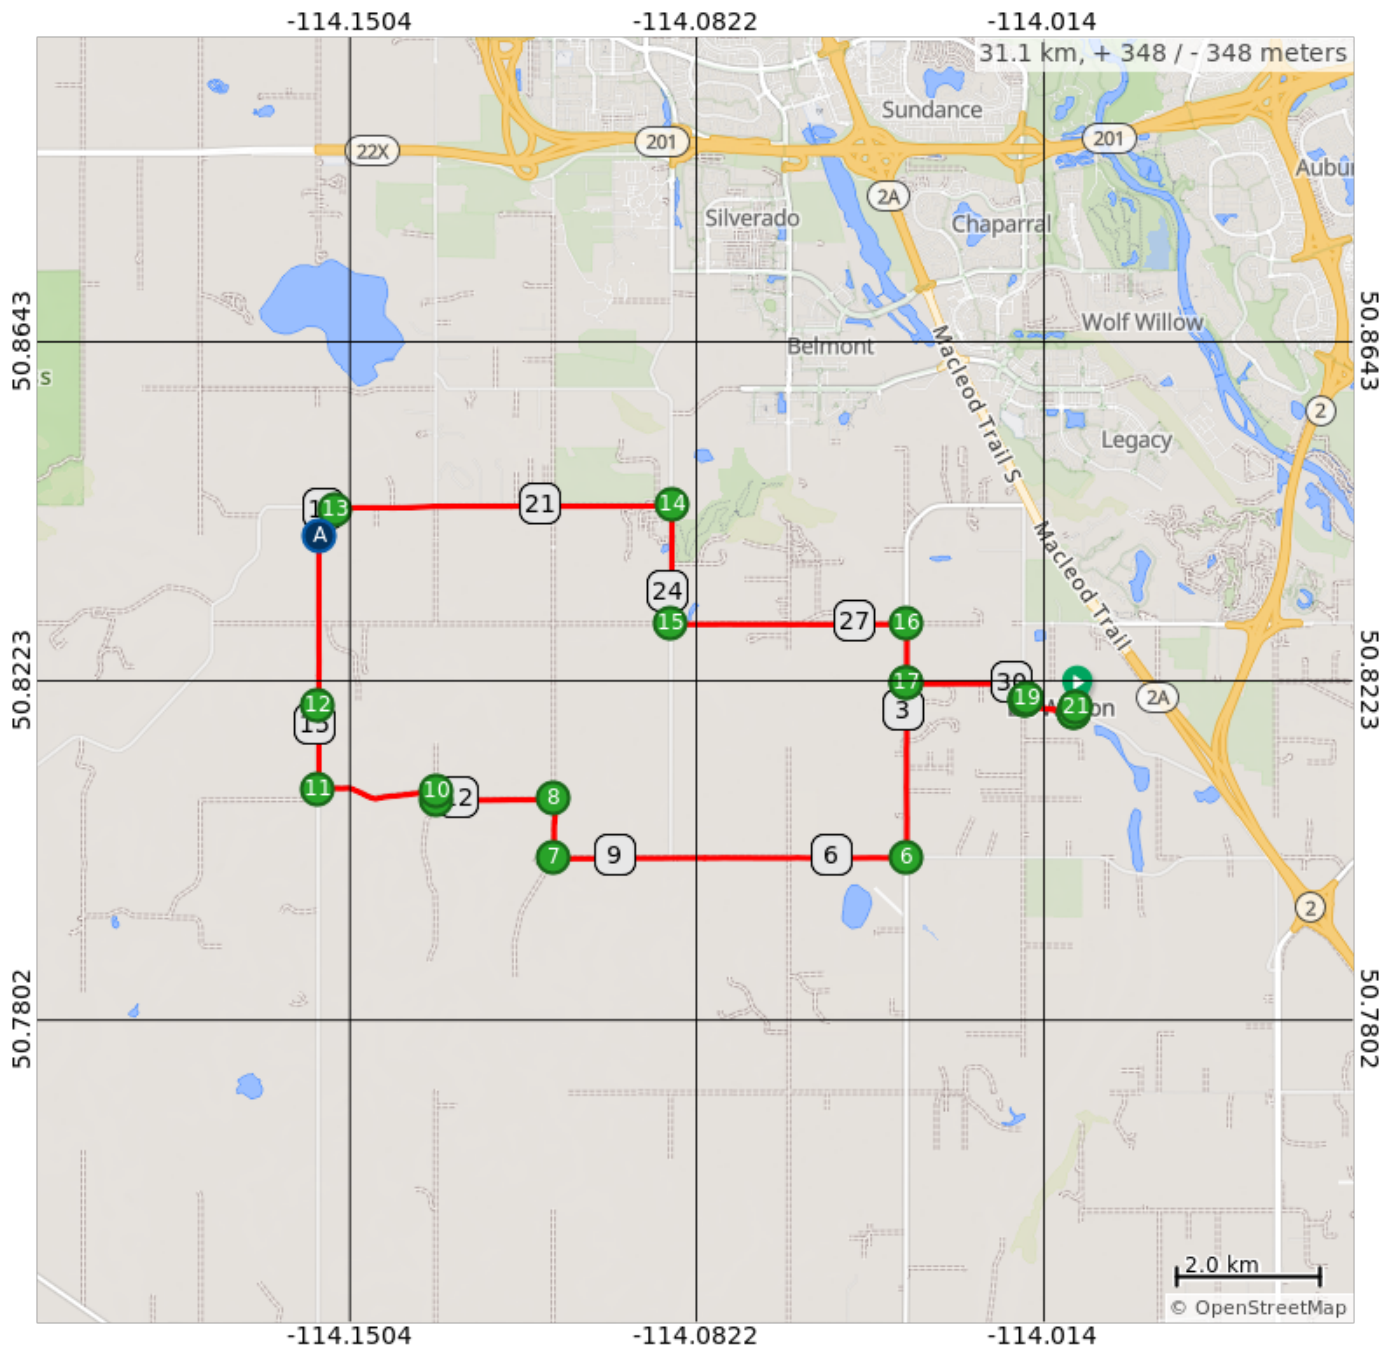 -114.1504 -114.0822 -114.014
31.1 km, + 348 / - 348 meters
Sundance
201
201
22X
2A
Silverado
Chaparral
50.8643
50.8643
Wolf Willow
Belmont
Macleod Trail S
s
2
Legacy
13
21
14
A
Macleod Trail
24
15
27
16
50.8223
50.8223
17
30
19
21
2A
12
15
3
11
10
12
8
7
9
6
6
2
50.7802
50.7802
2.0 km
© OpenStreetMap
-114.1504 -114.0822 -114.014